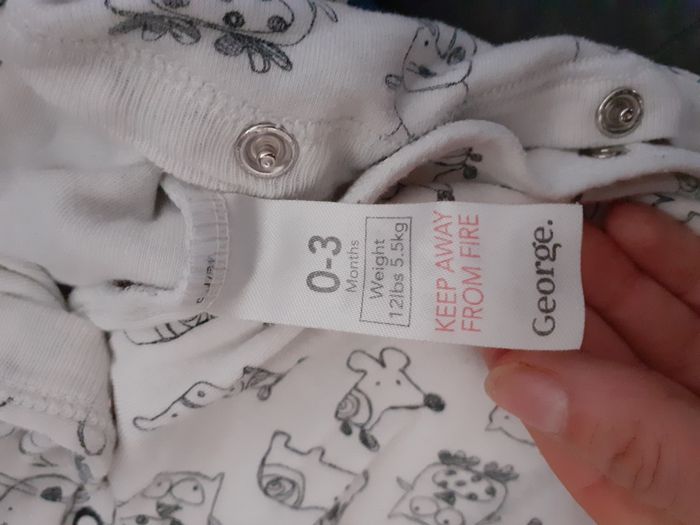 George.
KEEP AWAY
FROM FIRE
Weight
12lbs 5.5kg
0-3
Months